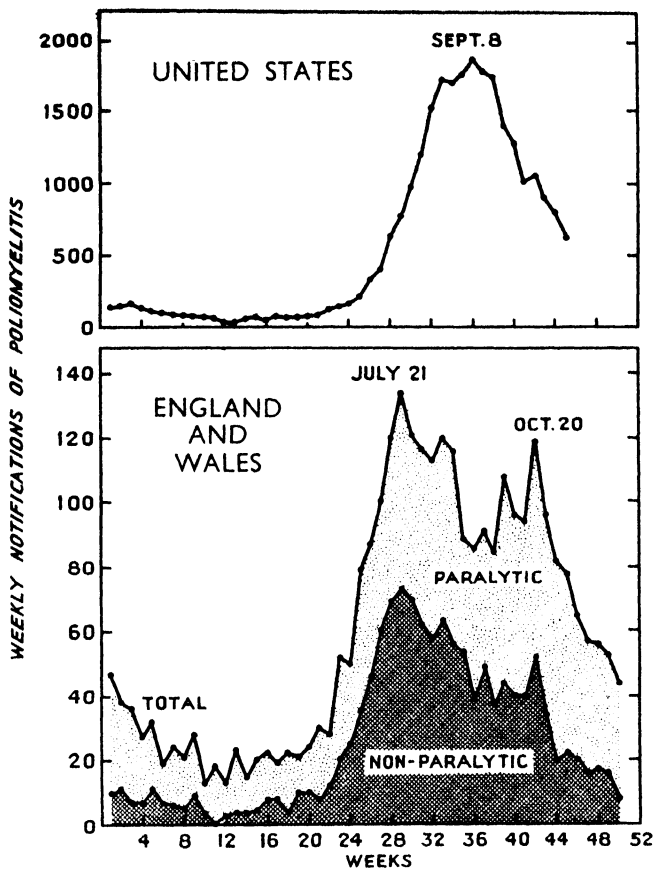 WEEKLY NOTIFICATIONS OF POLIOMYELITIS
2000
1500
1000
500
0
UNITED STATES
SEPT. 8
140
120
100
80
60
40
20
0
JULY 21
ENGLAND
AND
WALES
OCT. 20
PARALYTIC
TOTAL
NON-PARALYTIC
4 8 12 16 20 24 28 32 36 40 44 48 52
WEEKS